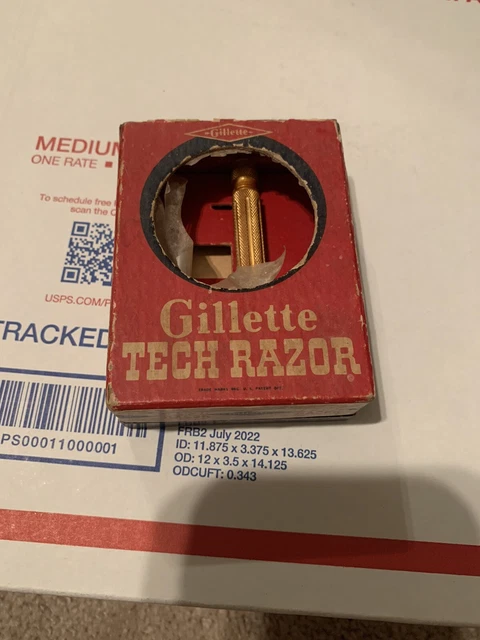 Gillette
MEDIUM
ONE RATE ■
To schedule free
scan the
USPS.COM/
TRACKED
PS00011000001
Gillette
TECH RAZOR
FRB2 July 2022
ID: 11.875 x 3.375 x 13.625
OD: 12 x 3.5 x 14.125
ODCUFT: 0.343